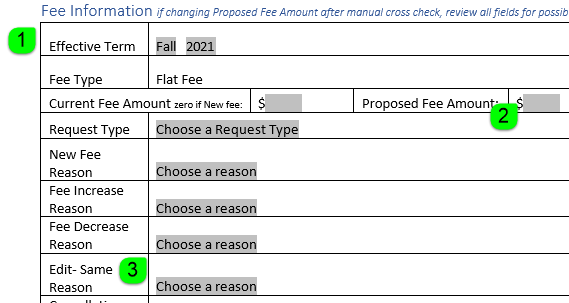 Fee Information if changing Proposed Fee Amount after manual cross check, review all fields for
1
Effective Term Fall 2021
Fee Type Flat Fee
Current Fee Amount zero if New fee: $ Proposed Fee Amount: $
2
Request Type Choose a Request Type
New Fee
Reason Choose a reason
Fee Increase
Reason Choose a reason
Fee Decrease
Reason Choose a reason
Edit- Same
3
Reason Choose a reason